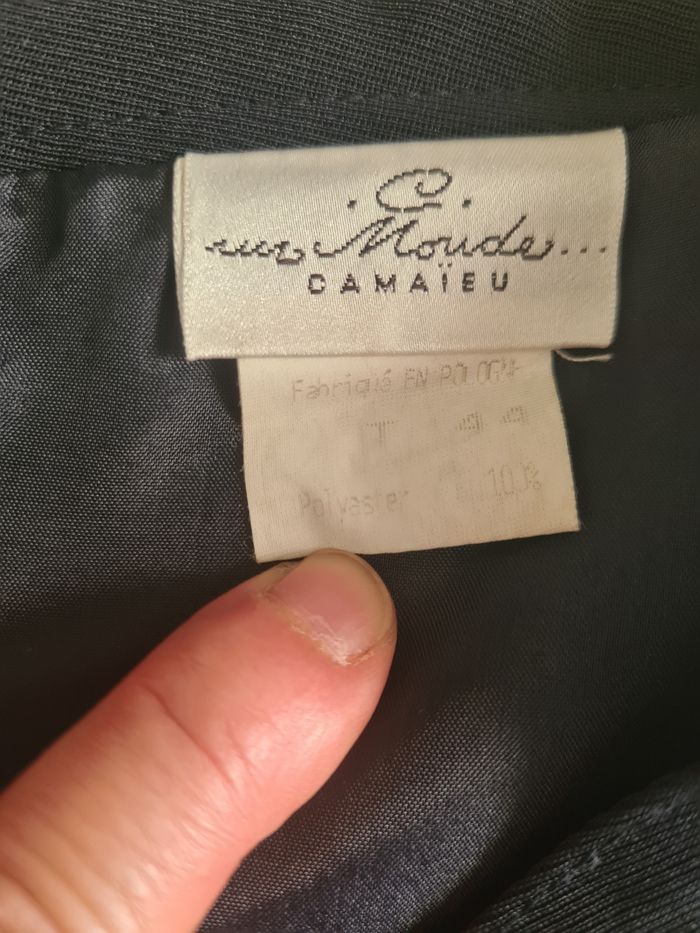 un Monde...
CAMAÏEU
Fabriqué EN POLOGNE
T 44
Polyester 100%